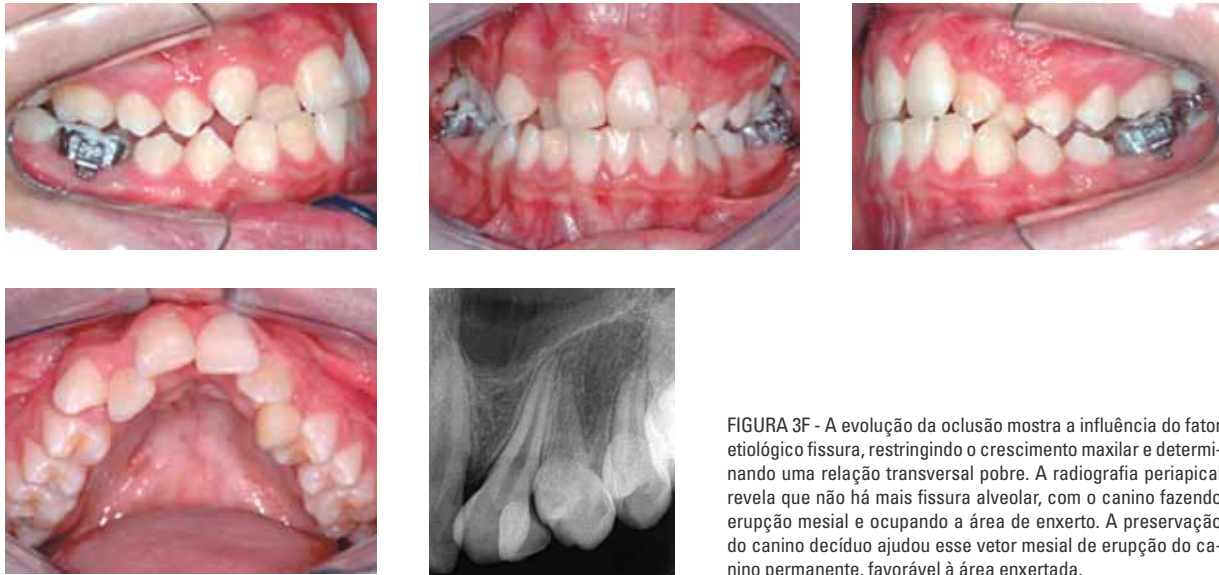 FIGURA 3F - A evolução da oclusão mostra a influência do fator
etiológico fissura, restringindo o crescimento maxilar e determi-
nando uma relação transversal pobre. A radiografia periapical
revela que não há mais fissura alveolar, com o canino fazendo
erupção mesial e ocupando a área de enxerto. A preservação
do canino decíduo ajudou esse vetor mesial de erupção do ca-
nino permanente, favorável à área enxertada.